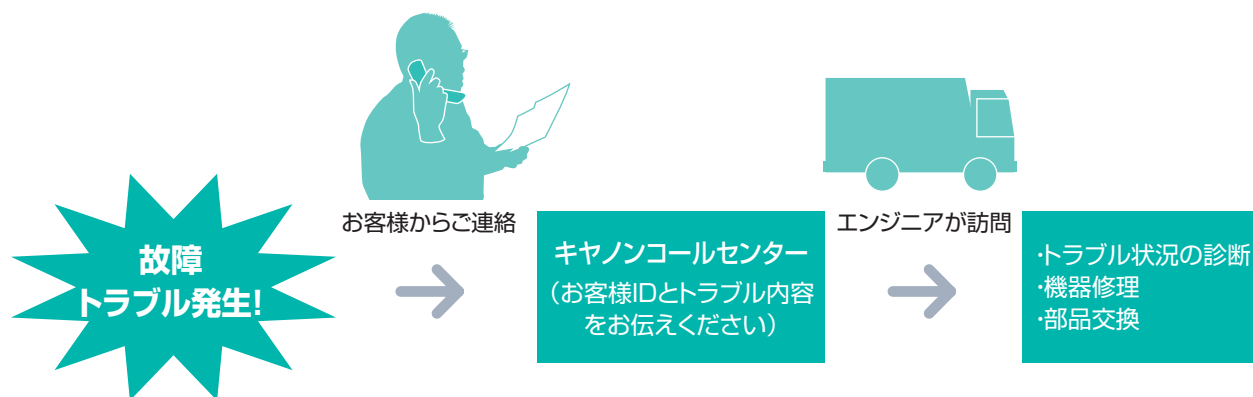 故障
トラブル発生!
お客様からご連絡
キヤノンコールセンター
（お客様IDとトラブル内容
をお伝えください）
エンジニアが訪問
・トラブル状況の診断
・機器修理
・部品交換